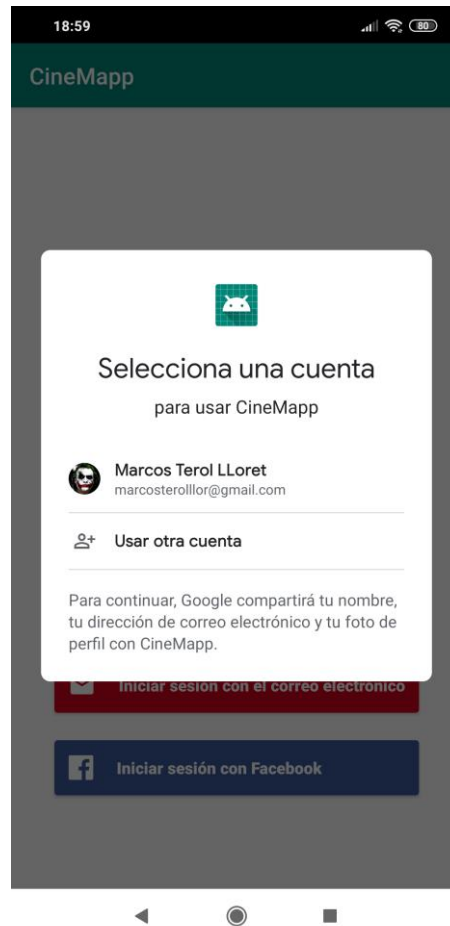 18:59
80
CineMapp
Selecciona una cuenta
para usar CineMapp
Marcos Terol LLoret
marcosterolllor@gmail.com
Usar otra cuenta
Para continuar, Google compartirá tu nombre,
tu dirección de correo electrónico y tu foto de
perfil con CineMapp.
Iniciar sesión con el correo electrónico
Iniciar sesión con Facebook